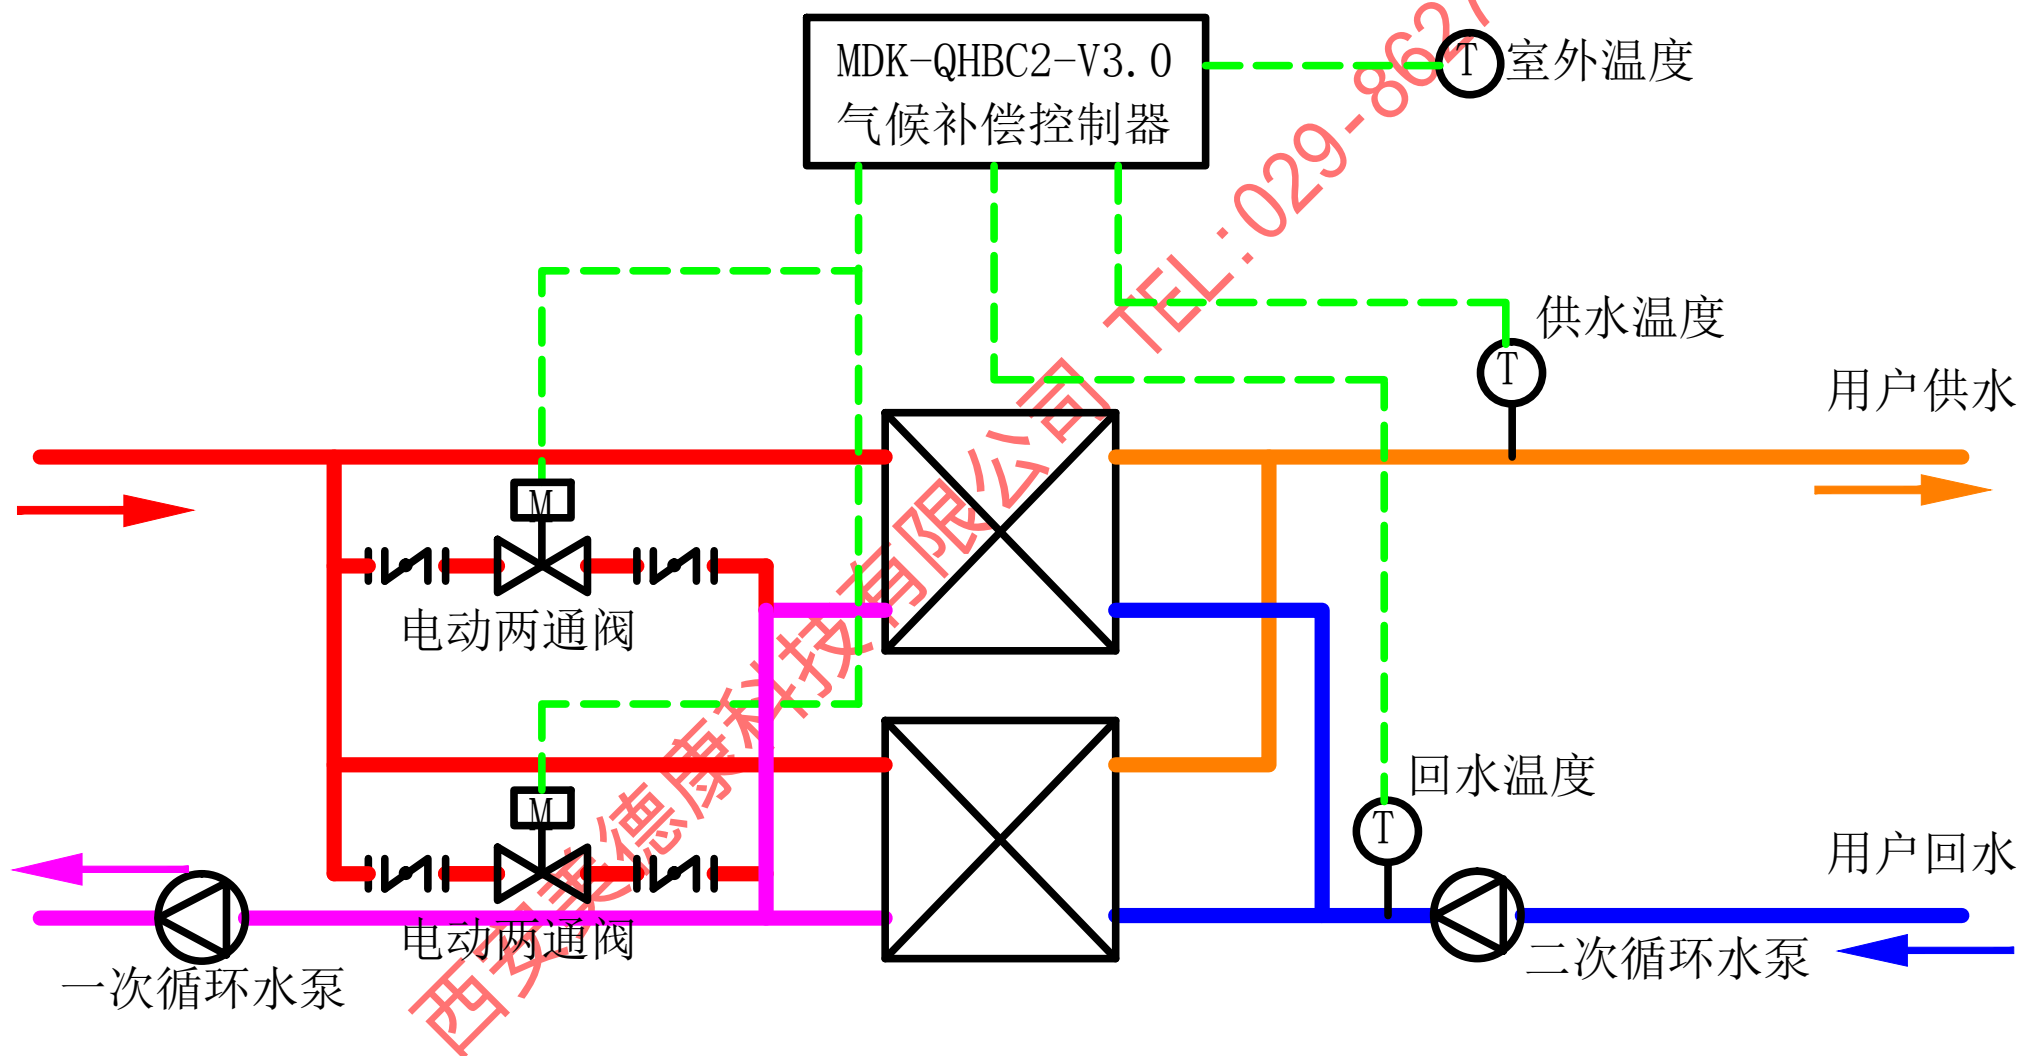 MDK-QHBC2-V3.0
气候补偿控制器
T
室外温度
供水温度
T
用户供水
M
电动两通阀
回水温度
T
M
用户回水
电动两通阀
二次循环水泵
一次循环水泵
西安美德康科技有限公司 TEL:029-8627